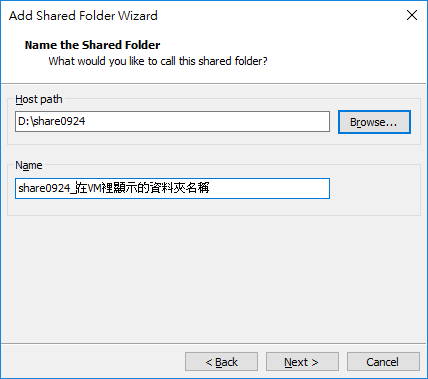 Add Shared Folder Wizard
Name the Shared Folder
What would you like to call this shared folder?
Host path
D:\share0924
Browse...
Name
share0924_在VM裡顯示的資料夾名稱
< Back
Next >
Cancel